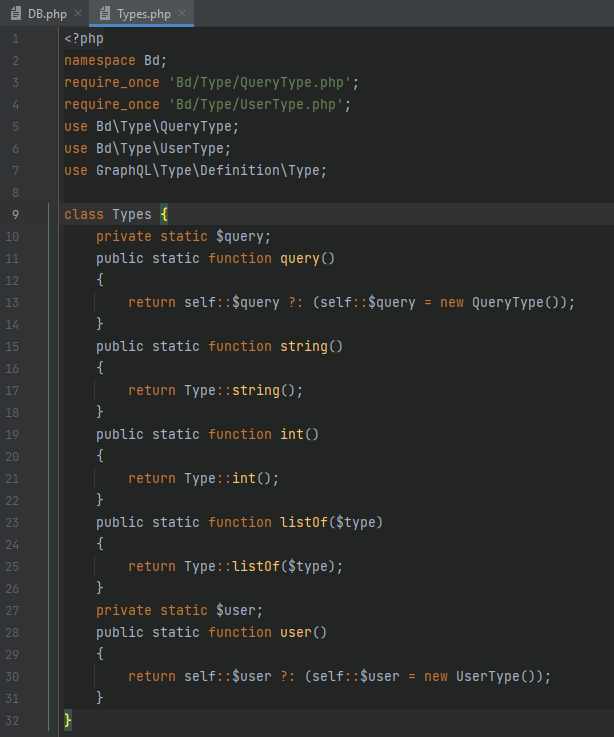 DB.php
Types.php
1 <?php
2 namespace Bd;
3 require_once 'Bd/Type/QueryType.php';
4 require_once 'Bd/Type/UserType.php';
5 use Bd\Type\QueryType;
6 use Bd\Type\UserType;
7 use GraphQL\Type\Definition\Type;
8
9 class Types {
10     private static $query;
11     public static function query()
12     {
13         return self::$query ?: (self::$query = new QueryType());
14     }
15     public static function string()
16     {
17         return Type::string();
18     }
19     public static function int()
20     {
21         return Type::int();
22     }
23     public static function listOf($type)
24     {
25         return Type::listOf($type);
26     }
27     private static $user;
28     public static function user()
29     {
30         return self::$user ?: (self::$user = new UserType());
31     }
32 }